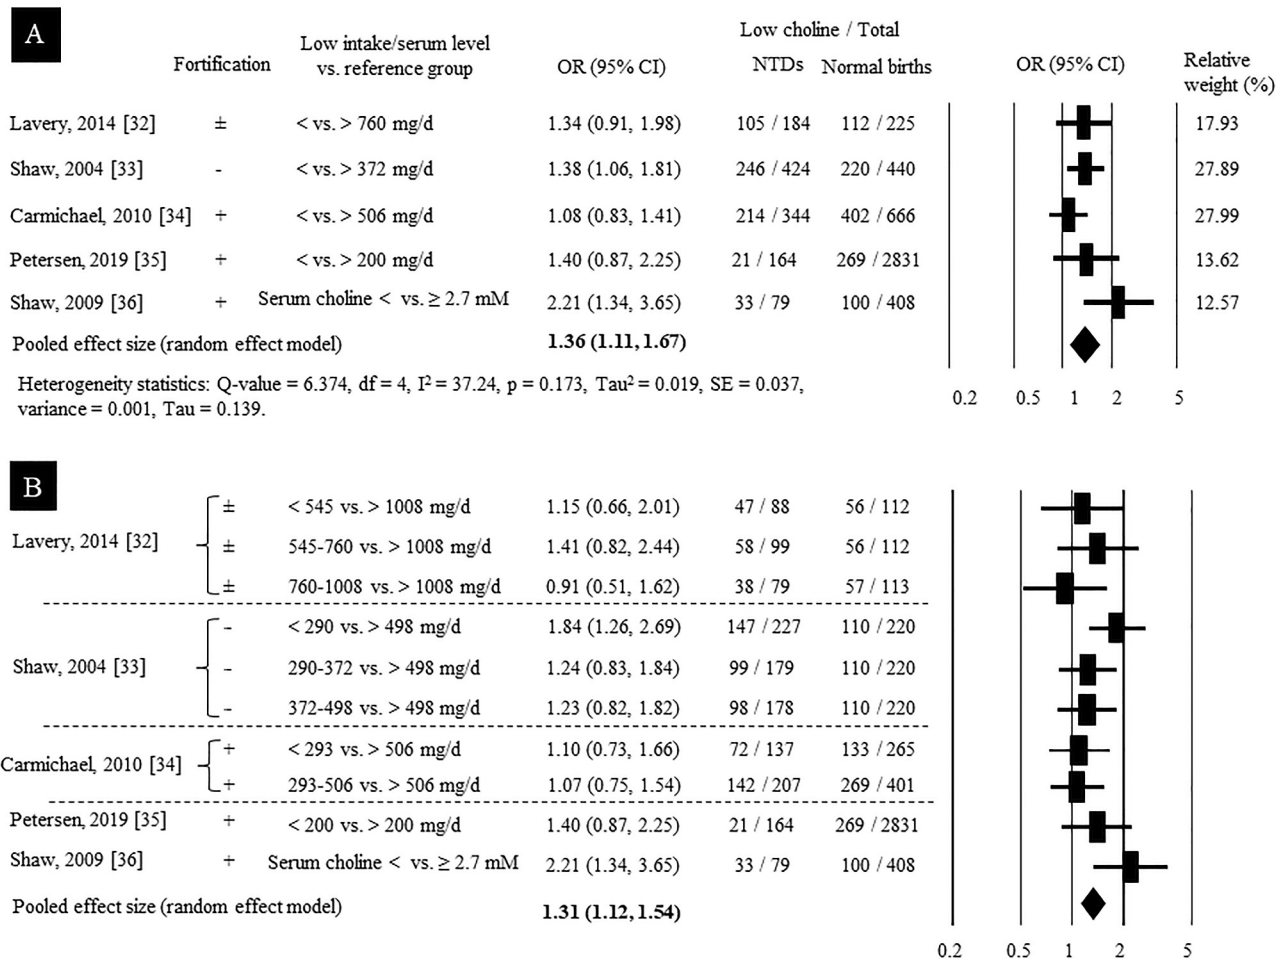 A
Low choline / Total
Fortification Low intake/serum level vs. reference group OR (95% CI) NTDs Normal births OR (95% CI) Relative weight (%)
Lavery, 2014 [32] ± < vs. > 760 mg/d 1.34 (0.91, 1.98) 105 / 184 112 / 225 17.93
Shaw, 2004 [33] - < vs. > 372 mg/d 1.38 (1.06, 1.81) 246 / 424 220 / 440 27.89
Carmichael, 2010 [34] + < vs. > 506 mg/d 1.08 (0.83, 1.41) 214 / 344 402 / 666 27.99
Petersen, 2019 [35] + < vs. > 200 mg/d 1.40 (0.87, 2.25) 21 / 164 269 / 2831 13.62
Shaw, 2009 [36] + Serum choline < vs. ≥ 2.7 mM 2.21 (1.34, 3.65) 33 / 79 100 / 408 12.57
Pooled effect size (random effect model) 1.36 (1.11, 1.67)
Heterogeneity statistics: Q-value = 6.374, df = 4, I² = 37.24, p = 0.173, Tau² = 0.019, SE = 0.037,
variance = 0.001, Tau = 0.139.
0.2 0.5 1 2 5
B
± < 545 vs. > 1008 mg/d 1.15 (0.66, 2.01) 47 / 88 56 / 112
Lavery, 2014 [32] ± 545-760 vs. > 1008 mg/d 1.41 (0.82, 2.44) 58 / 99 56 / 112
± 760-1008 vs. > 1008 mg/d 0.91 (0.51, 1.62) 38 / 79 57 / 113
- < 290 vs. > 498 mg/d 1.84 (1.26, 2.69) 147 / 227 110 / 220
Shaw, 2004 [33] - 290-372 vs. > 498 mg/d 1.24 (0.83, 1.84) 99 / 179 110 / 220
- 372-498 vs. > 498 mg/d 1.23 (0.82, 1.82) 98 / 178 110 / 220
Carmichael, 2010 [34] + < 293 vs. > 506 mg/d 1.10 (0.73, 1.66) 72 / 137 133 / 265
+ 293-506 vs. > 506 mg/d 1.07 (0.75, 1.54) 142 / 207 269 / 401
Petersen, 2019 [35] + < 200 vs. > 200 mg/d 1.40 (0.87, 2.25) 21 / 164 269 / 2831
Shaw, 2009 [36] + Serum choline < vs. ≥ 2.7 mM 2.21 (1.34, 3.65) 33 / 79 100 / 408
Pooled effect size (random effect model) 1.31 (1.12, 1.54)
0.2 0.5 1 2 5